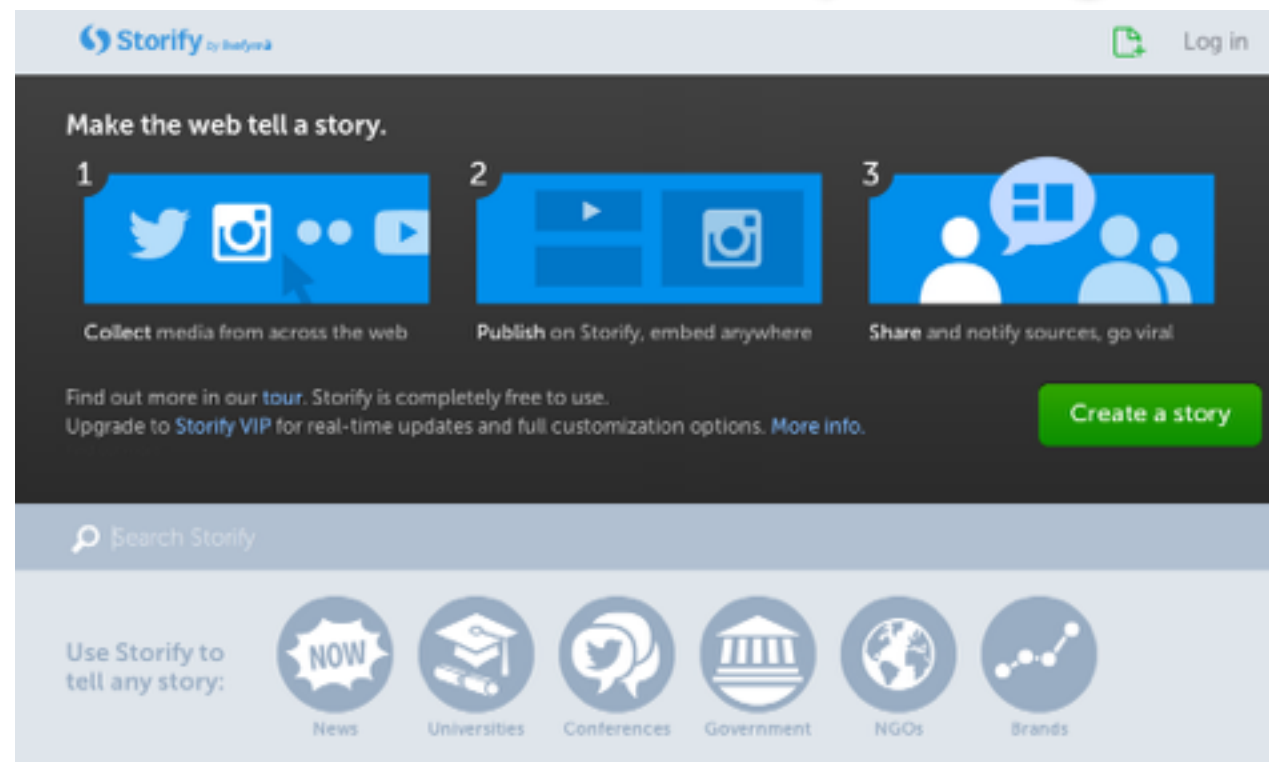 Storify by livefyre
Log in
Make the web tell a story.
1
2
3
Collect media from across the web
Publish on Storify, embed anywhere
Share and notify sources, go viral
Find out more in our tour. Storify is completely free to use.
Upgrade to Storify VIP for real-time updates and full customization options. More info.
Create a story
Search Storify
Use Storify to
tell any story:
NOW
News
Universities
Conferences
Government
NGOs
Brands